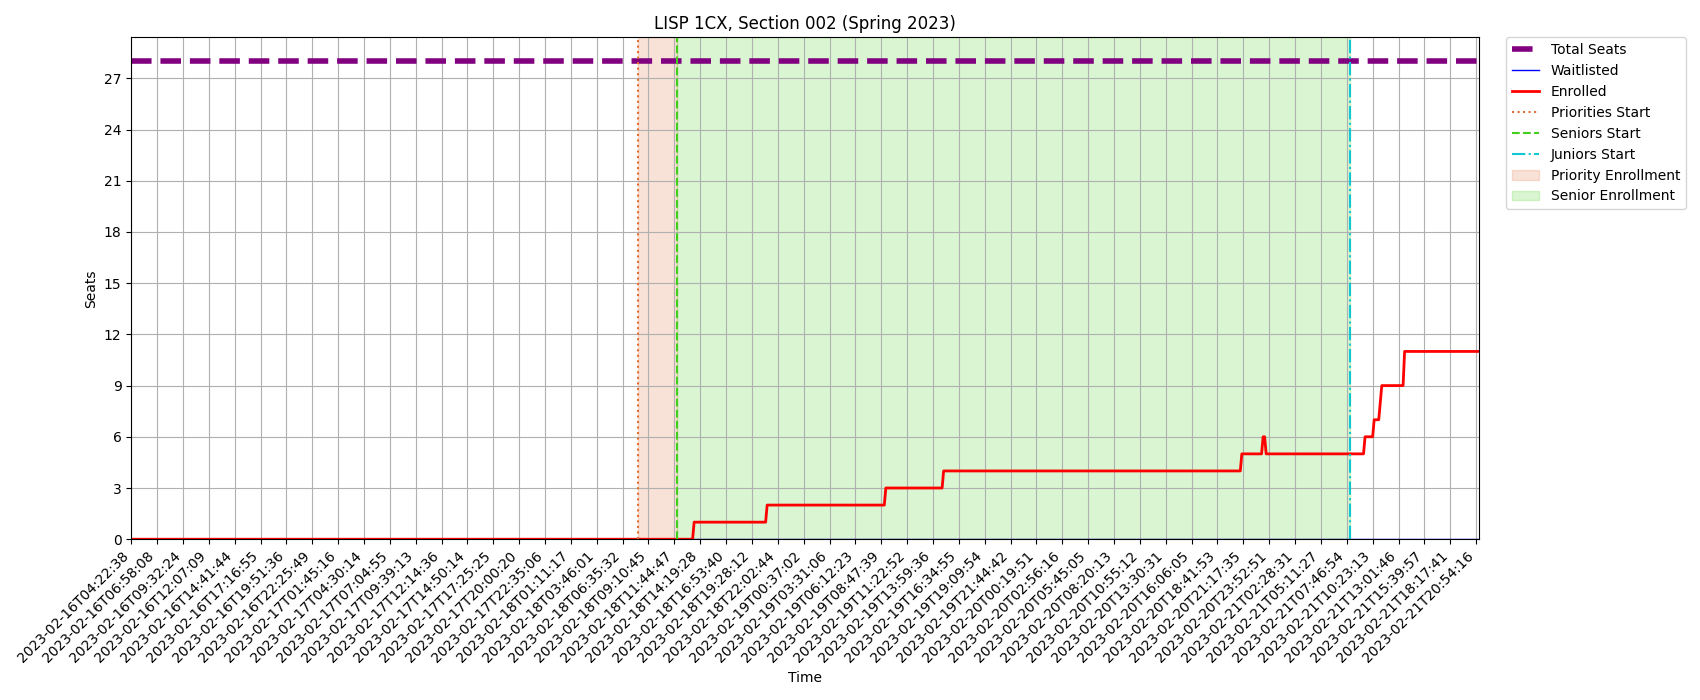 LISP 1CX, Section 002 (Spring 2023)
Total Seats
Waitlisted
Enrolled
Priorities Start
Seniors Start
Juniors Start
Priority Enrollment
Senior Enrollment
Seats
27
24
21
18
15
12
9
6
3
0
2023-02-16T04:22:38
2023-02-16T06:58:08
2023-02-16T09:32:24
2023-02-16T12:07:09
2023-02-16T14:41:44
2023-02-16T17:16:55
2023-02-16T19:51:36
2023-02-16T22:25:49
2023-02-17T01:45:16
2023-02-17T04:30:14
2023-02-17T07:04:55
2023-02-17T09:39:13
2023-02-17T12:14:36
2023-02-17T14:50:14
2023-02-17T17:25:25
2023-02-17T20:00:20
2023-02-17T22:35:06
2023-02-18T01:11:17
2023-02-18T03:46:01
2023-02-18T06:35:32
2023-02-18T09:10:45
2023-02-18T11:44:47
2023-02-18T14:19:28
2023-02-18T16:53:40
2023-02-18T19:28:12
2023-02-18T22:02:44
2023-02-19T00:37:02
2023-02-19T03:31:06
2023-02-19T06:12:23
2023-02-19T08:47:39
2023-02-19T11:22:52
2023-02-19T13:59:36
2023-02-19T16:34:55
2023-02-19T19:09:54
2023-02-19T21:44:42
2023-02-20T00:19:51
2023-02-20T02:56:16
2023-02-20T05:45:05
2023-02-20T08:20:13
2023-02-20T10:55:12
2023-02-20T13:30:31
2023-02-20T16:06:05
2023-02-20T18:41:53
2023-02-20T21:17:35
2023-02-20T23:52:51
2023-02-21T02:28:31
2023-02-21T05:11:27
2023-02-21T07:46:54
2023-02-21T10:23:13
2023-02-21T13:01:46
2023-02-21T15:39:57
2023-02-21T18:17:41
2023-02-21T20:54:16
Time